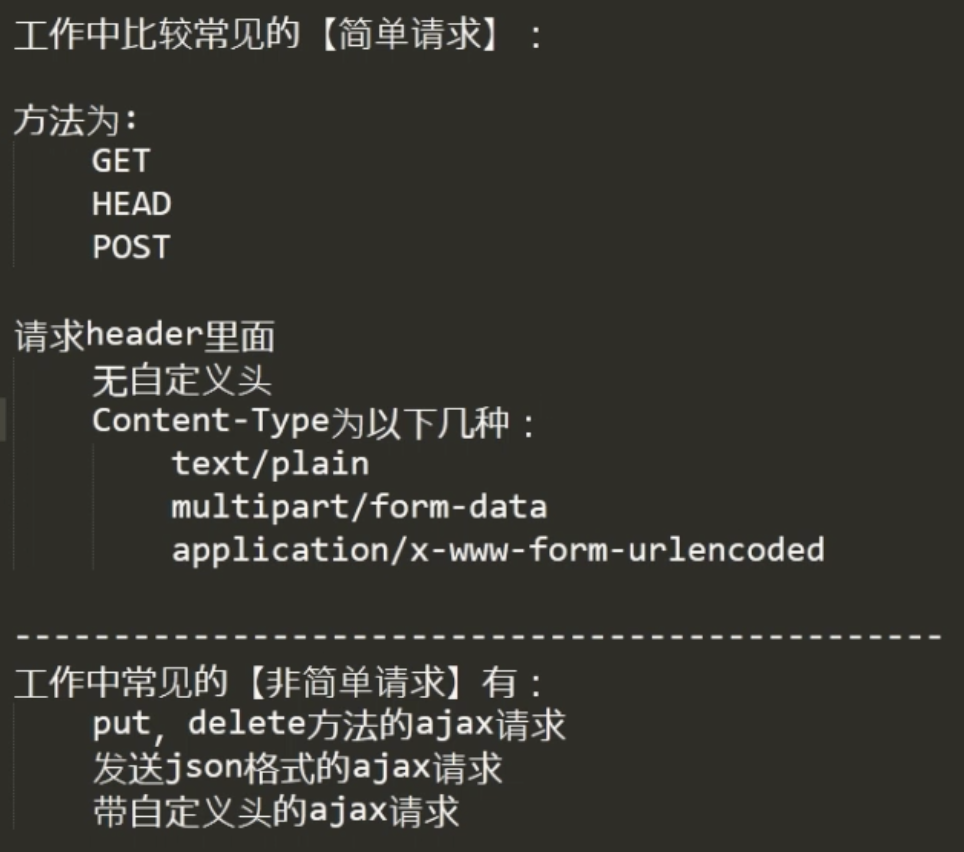 工作中比较常见的【简单请求】：
方法为:
GET
HEAD
POST
请求header里面
无自定义头
Content-Type为以下几种：
text/plain
multipart/form-data
application/x-www-form-urlencoded
-----------------------------------------------
工作中常见的【非简单请求】有：
put, delete方法的ajax请求
发送json格式的ajax请求
带自定义头的ajax请求